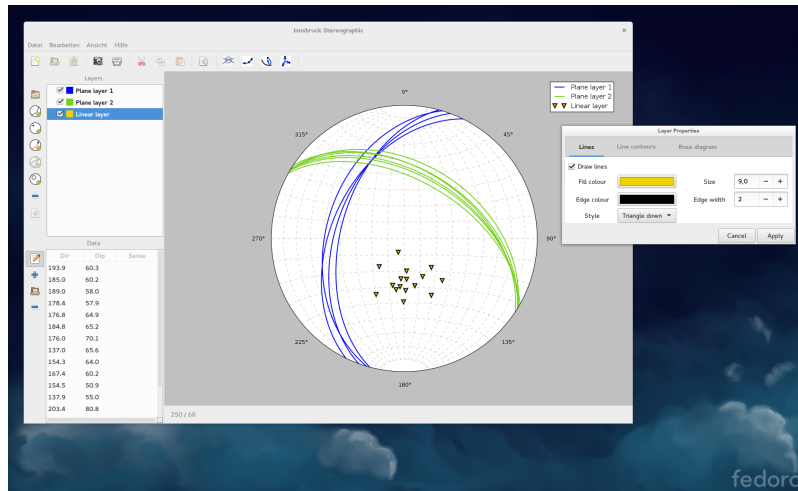 Innsbruck Stereographic
×
Datei Bearbeiten Ansicht Hilfe
Layers
Plane layer 1
Plane layer 2
Linear layer
Data
Dir Dip Sense
193.9 60.3
185.0 60.2
189.0 58.0
178.4 57.9
176.8 64.9
184.8 65.2
176.0 70.1
137.0 65.6
154.3 64.0
167.4 60.2
154.5 50.9
137.9 55.0
203.4 80.8
0°
45°
90°
135°
180°
225°
270°
315°
Plane layer 1
Plane layer 2
Linear layer
250 / 68
Layer Properties
Lines Line contours Rose diagram
Draw lines
Fill colour Size 9,0 − +
Edge colour Edge width 2 − +
Style Triangle down
Cancel Apply
fedora